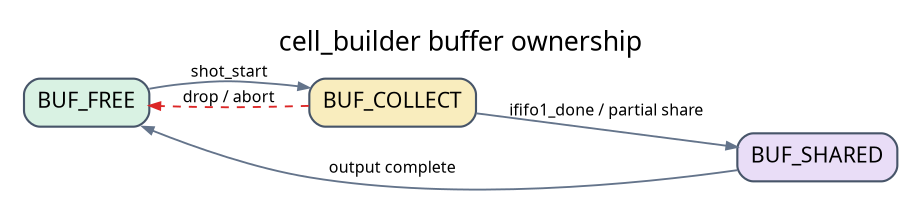 cell_builder buffer ownership
shot_start
BUF_FREE
drop / abort
BUF_COLLECT
ififo1_done / partial share
BUF_SHARED
output complete